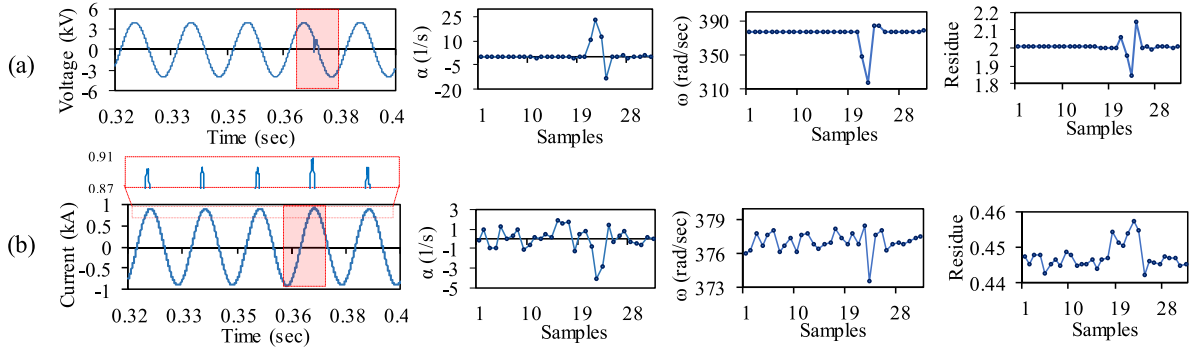 (a)
Voltage (kV)
6
3
0
-3
-6
0.32 0.33 0.35 0.36 0.38 0.4
Time (sec)
α (1/s)
25
10
-5
-20
1 10 19 28
Samples
ω (rad/sec)
390
350
310
1 10 19 28
Samples
Residue
2.2
2.1
2
1.9
1.8
1 10 19 28
Samples
(b)
0.91
0.87
Current (kA)
1
0.5
0
-0.5
-1
0.32 0.33 0.35 0.36 0.38 0.4
Time (sec)
α (1/s)
3
1
-1
-3
-5
1 10 19 28
Samples
ω (rad/sec)
379
377
375
373
1 10 19 28
Samples
Residue
0.46
0.45
0.44
1 10 19 28
Samples